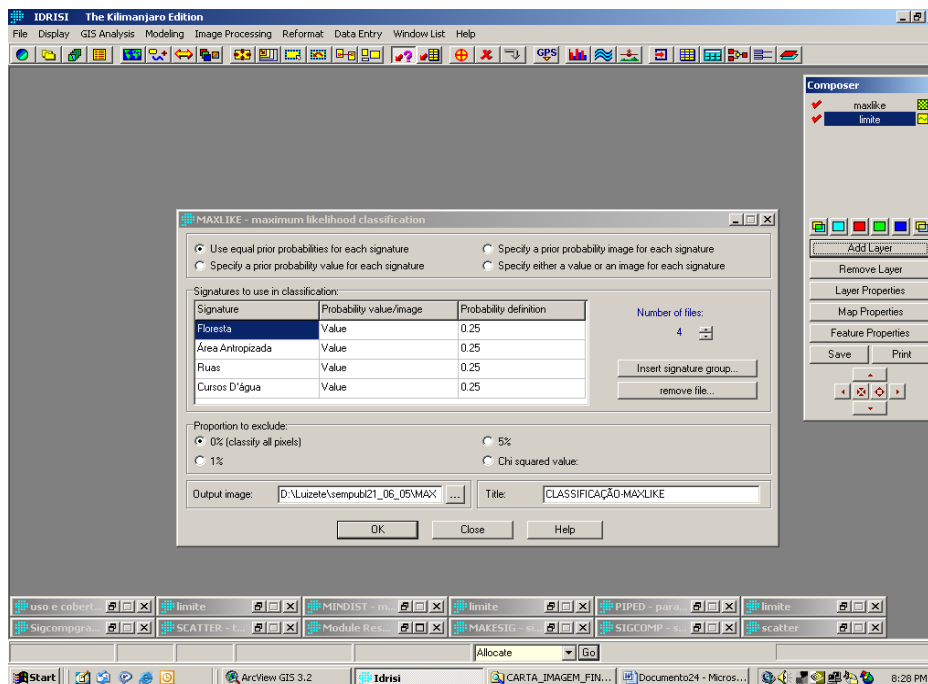 IDRISI The Kilimanjaro Edition
File Display GIS Analysis Modeling Image Processing Reformat Data Entry Window List Help
GPS
Composer
maxlike
limite
Add Layer
Remove Layer
Layer Properties
Map Properties
Feature Properties
Save Print
MAXLIKE - maximum likelihood classification
Use equal prior probabilities for each signature
Specify a prior probability image for each signature
Specify a prior probability value for each signature
Specify either a value or an image for each signature
Signatures to use in classification:
Signature Probability value/image Probability definition
Floresta Value 0.25
Área Antropizada Value 0.25
Ruas Value 0.25
Cursos D'água Value 0.25
Number of files:
4
Insert signature group...
remove file...
Proportion to exclude:
0% (classify all pixels)
5%
1%
Chi squared value:
Output image: D:\Luizete\sempubl21_06_05\MAX ...
Title: CLASSIFICAÇÃO-MAXLIKE
OK Close Help
uso e cobert... limite MINDIST - m... limite PIPED - para... limite
Sigcompgra... SCATTER - t... Module Res... MAKESIG - si... SIGCOMP - s... scatter
Allocate Go
Start ArcView GIS 3.2 Idrisi CARTA_IMAGEM_FIN... Documento24 - Micros... 8:28 PM